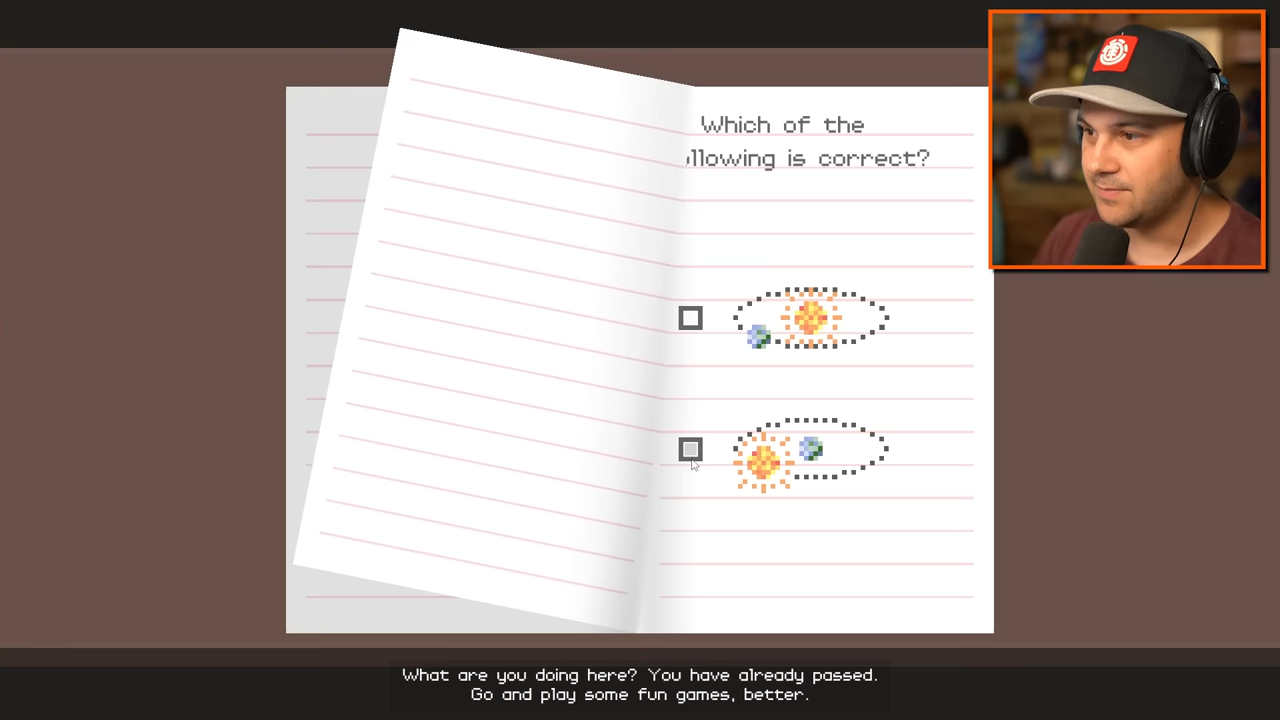 Which of the
llowing is correct?
What are you doing here? You have already passed.
Go and play some fun games, better.